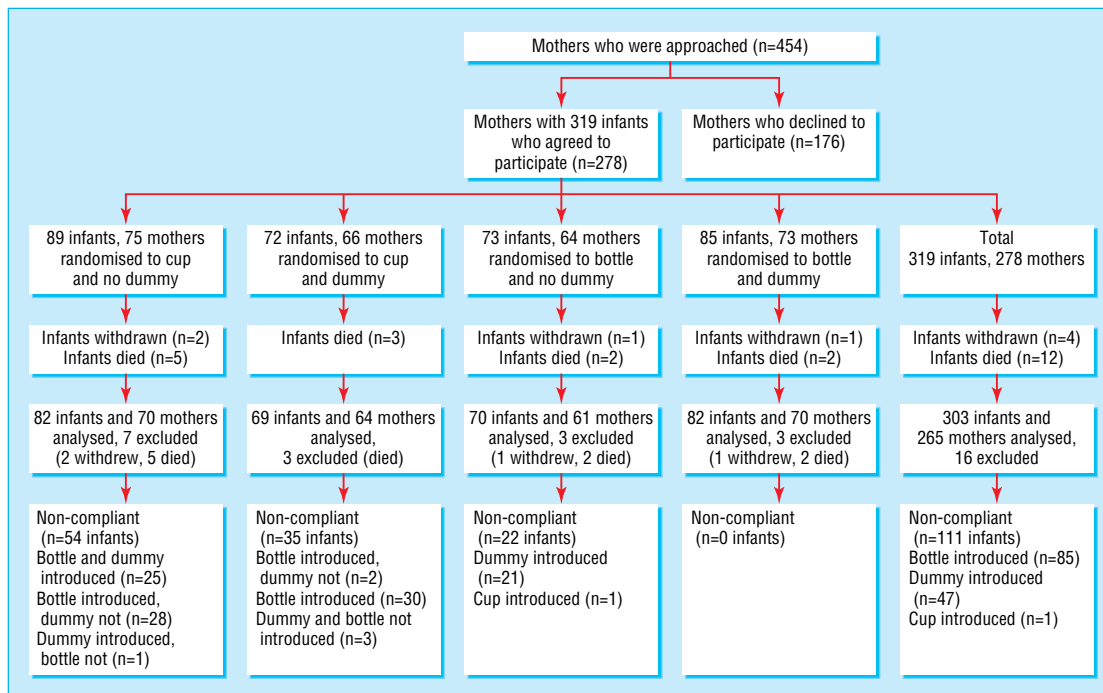 Mothers who were approached (n=454)
Mothers with 319 infants
who agreed to
participate (n=278)
Mothers who declined to
participate (n=176)
89 infants, 75 mothers
randomised to cup
and no dummy
72 infants, 66 mothers
randomised to cup
and dummy
73 infants, 64 mothers
randomised to bottle
and no dummy
85 infants, 73 mothers
randomised to bottle
and dummy
Total
319 infants, 278 mothers
Infants withdrawn (n=2)
Infants died (n=5)
Infants died (n=3)
Infants withdrawn (n=1)
Infants died (n=2)
Infants withdrawn (n=1)
Infants died (n=2)
Infants withdrawn (n=4)
Infants died (n=12)
82 infants and 70 mothers
analysed, 7 excluded
(2 withdrew, 5 died)
69 infants and 64 mothers
analysed,
3 excluded (died)
70 infants and 61 mothers
analysed, 3 excluded
(1 withdrew, 2 died)
82 infants and 70 mothers
analysed, 3 excluded
(1 withdrew, 2 died)
303 infants and
265 mothers analysed,
16 excluded
Non-compliant
(n=54 infants)
Bottle and dummy
introduced (n=25)
Bottle introduced,
dummy not (n=28)
Dummy introduced,
bottle not (n=1)
Non-compliant
(n=35 infants)
Bottle introduced,
dummy not (n=2)
Bottle introduced (n=30)
Dummy and bottle not
introduced (n=3)
Non-compliant
(n=22 infants)
Dummy introduced
(n=21)
Cup introduced (n=1)
Non-compliant
(n=0 infants)
Non-compliant
(n=111 infants)
Bottle introduced (n=85)
Dummy introduced
(n=47)
Cup introduced (n=1)